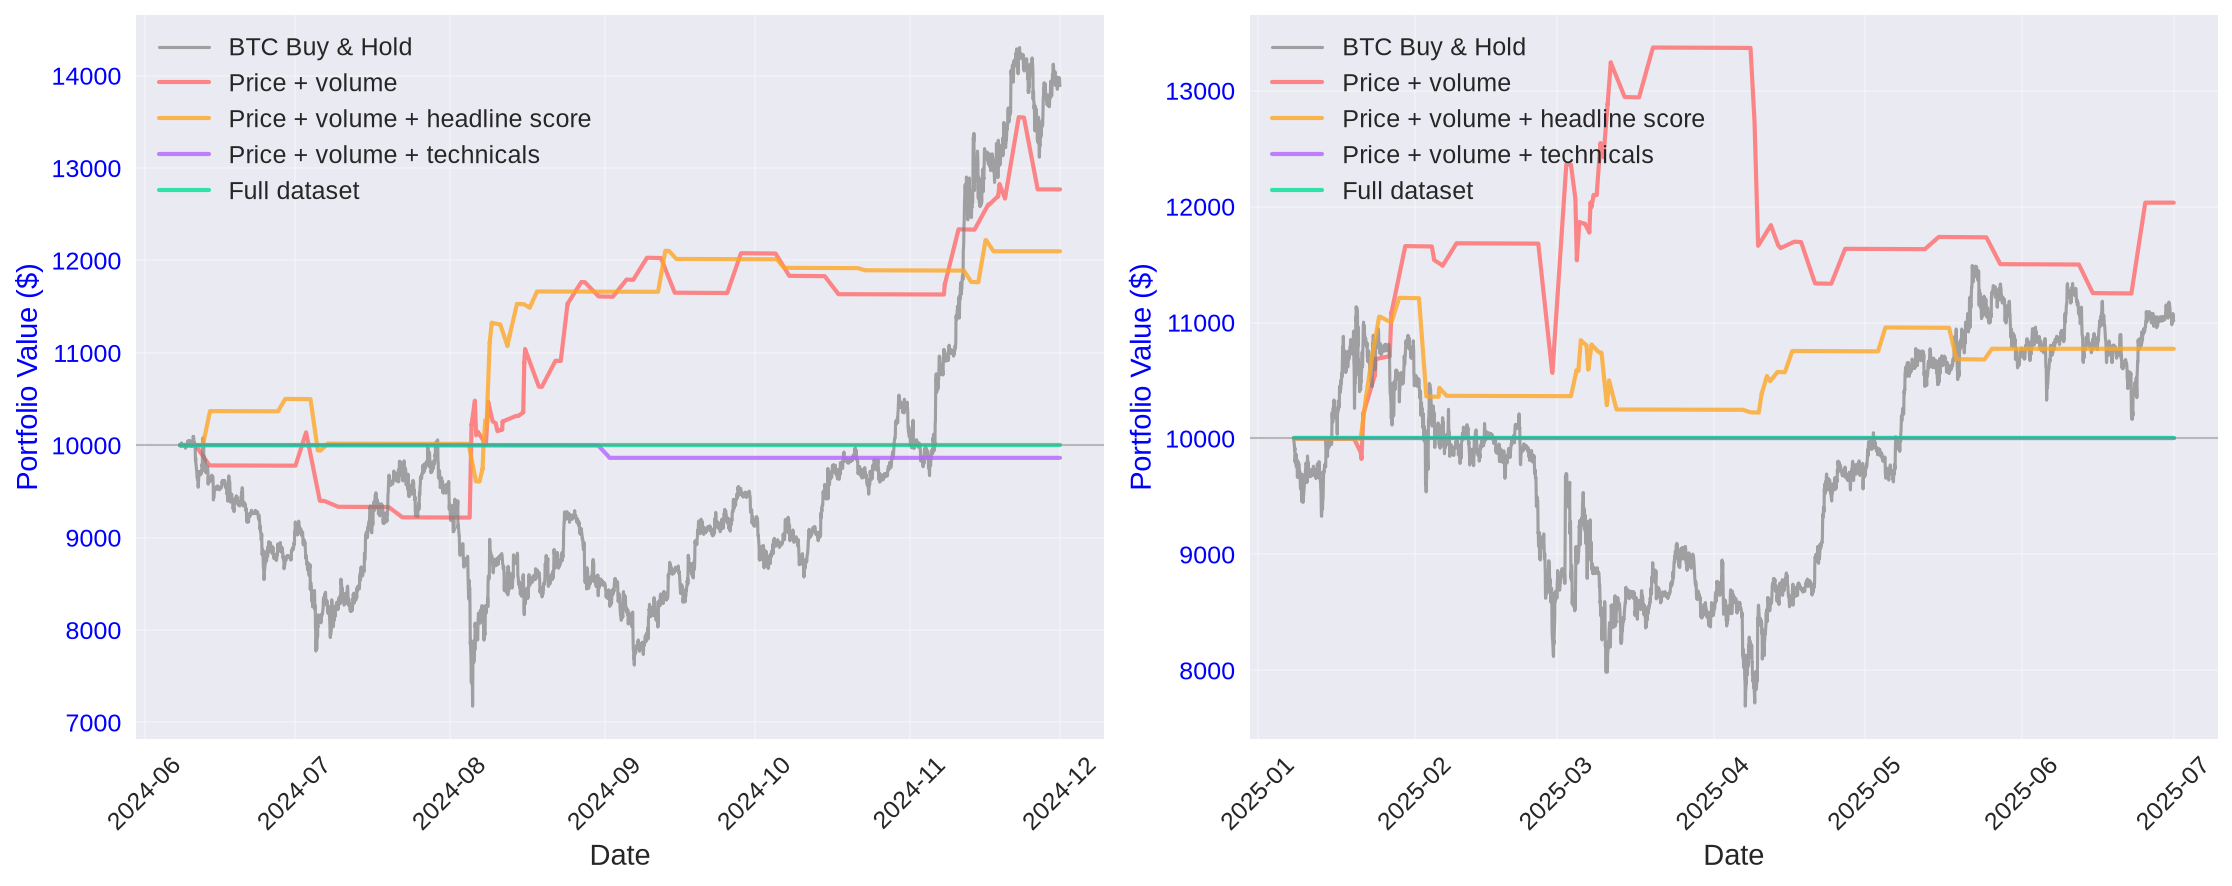 BTC Buy & Hold
Price + volume
Price + volume + headline score
Price + volume + technicals
Full dataset
14000
13000
12000
11000
10000
9000
8000
7000
Portfolio Value ($)
2024-06
2024-07
2024-08
2024-09
2024-10
2024-11
2024-12
Date
BTC Buy & Hold
Price + volume
Price + volume + headline score
Price + volume + technicals
Full dataset
13000
12000
11000
10000
9000
8000
Portfolio Value ($)
2025-01
2025-02
2025-03
2025-04
2025-05
2025-06
2025-07
Date